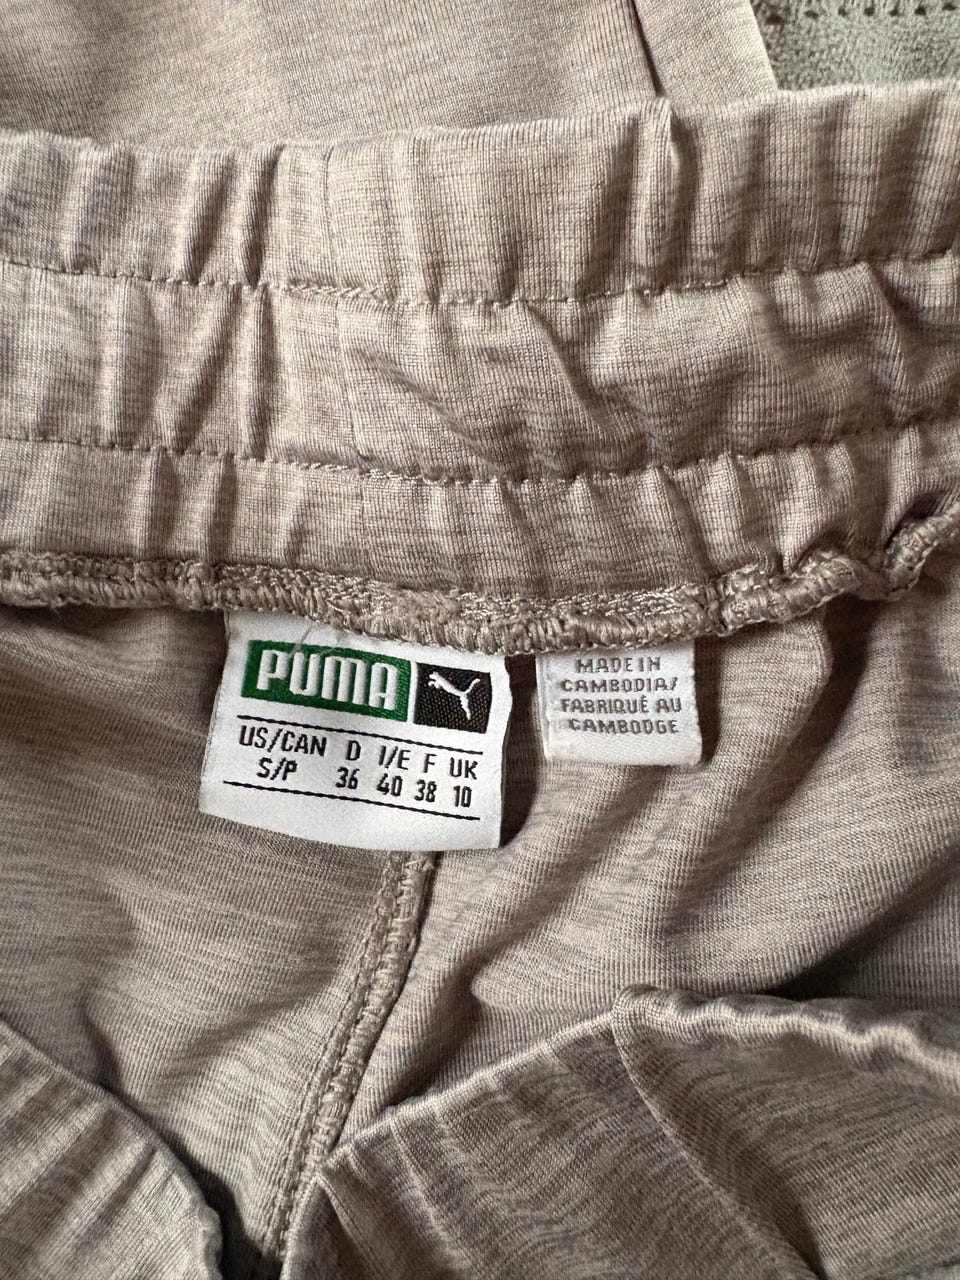 PUMA
US/CAN D I/E F UK
S/P 36 40 38 10
MADE IN
CAMBODIA/
FABRIQUÉ AU
CAMBODGE